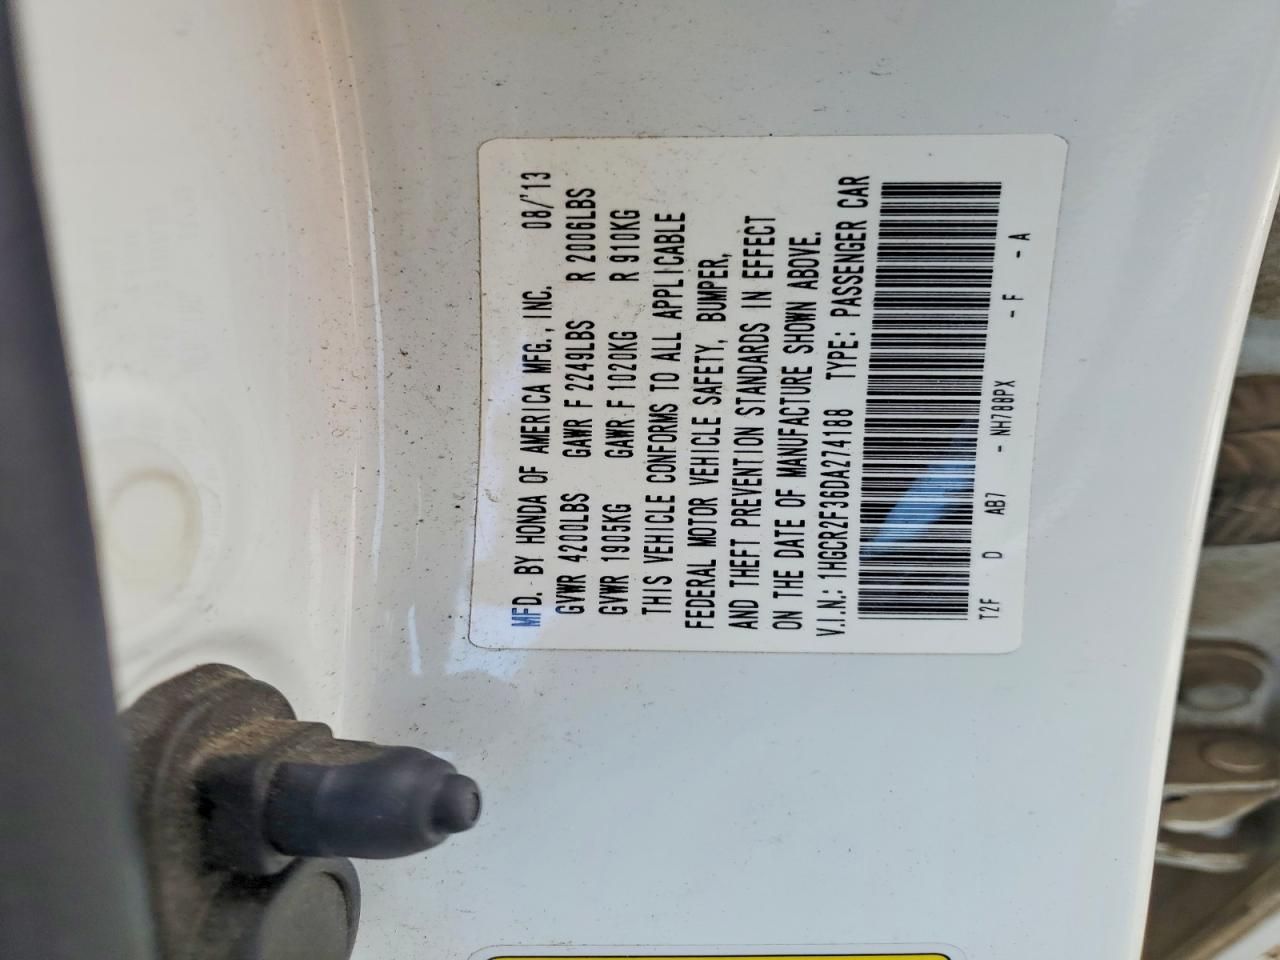 MFD. BY HONDA OF AMERICA MFG., INC. 08/'13
GVWR 4200LBS GAWR F 2249LBS R 2006LBS
GVWR 1905KG GAWR F 1020KG R 910KG
THIS VEHICLE CONFORMS TO ALL APPLICABLE
FEDERAL MOTOR VEHICLE SAFETY, BUMPER,
AND THEFT PREVENTION STANDARDS IN EFFECT
ON THE DATE OF MANUFACTURE SHOWN ABOVE.
V.I.N.: 1HGCR2F36DA274188 TYPE: PASSENGER CAR
T2F D AB7 - NH788PX - F - A